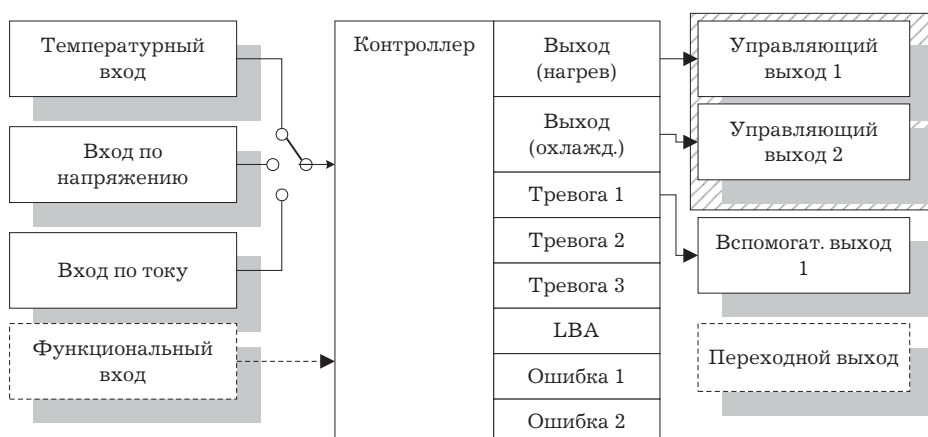 Температурный
вход
Вход по
напряжению
Вход по току
Функциональный
вход
Контроллер
Выход
(нагрев)
Выход
(охлажд.)
Тревога 1
Тревога 2
Тревога 3
LBA
Ошибка 1
Ошибка 2
Управляющий
выход 1
Управляющий
выход 2
Вспомогат. выход
1
Переходной выход